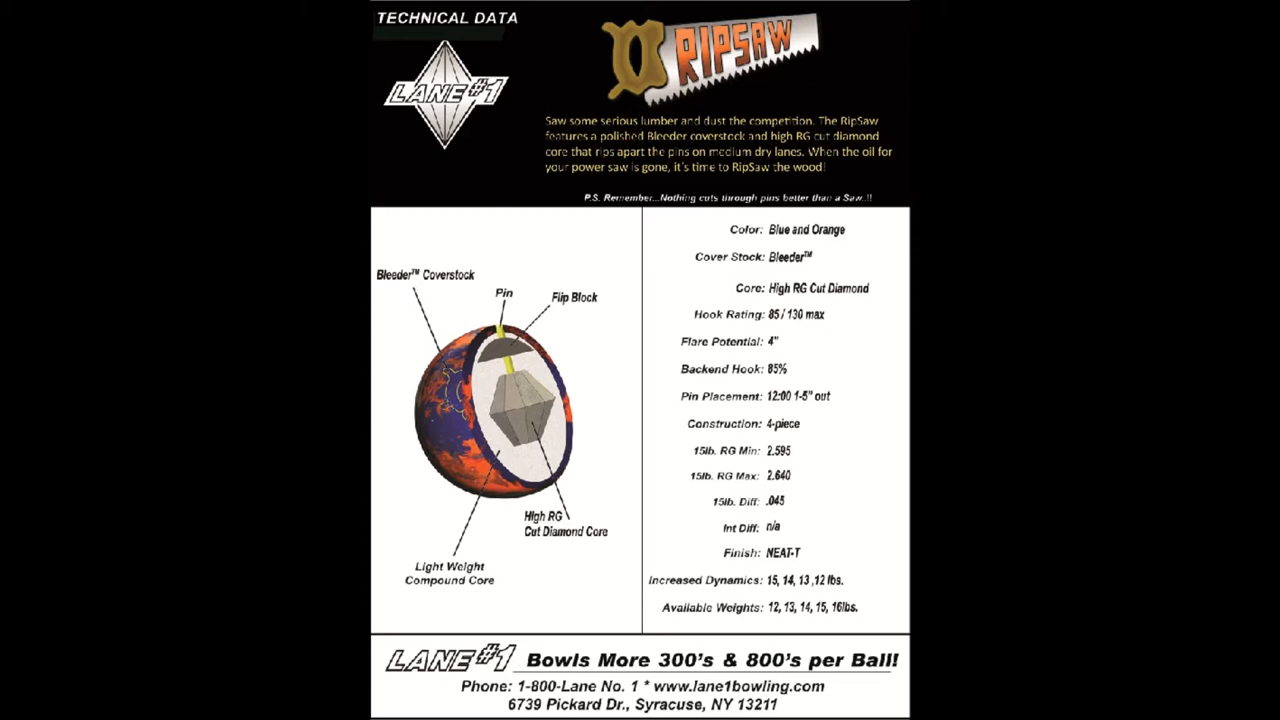 TECHNICAL DATA
LANE #1
RIPSAW
Saw some serious lumber and dust the competition. The RipSaw
features a polished Bleeder coverstock and high RG cut diamond
core that rips apart the pins on medium dry lanes. When the oil for
your power saw is gone, it's time to RipSaw the wood!
P.S. Remember...Nothing cuts through pins better than a Saw..!!
Bleeder™ Coverstock
Pin
Flip Block
High RG
Cut Diamond Core
Light Weight
Compound Core
Color: Blue and Orange
Cover Stock: Bleeder™
Core: High RG Cut Diamond
Hook Rating: 85 / 130 max
Flare Potential: 4"
Backend Hook: 85%
Pin Placement: 12:00 1-5" out
Construction: 4-piece
15lb. RG Min: 2.595
15lb. RG Max: 2.640
15lb. Diff: .045
Int Diff: n/a
Finish: NEAT-T
Increased Dynamics: 15, 14, 13 ,12 lbs.
Available Weights: 12, 13, 14, 15, 16lbs.
LANE #1 Bowls More 300's & 800's per Ball!
Phone: 1-800-Lane No. 1 * www.lane1bowling.com
6739 Pickard Dr., Syracuse, NY 13211